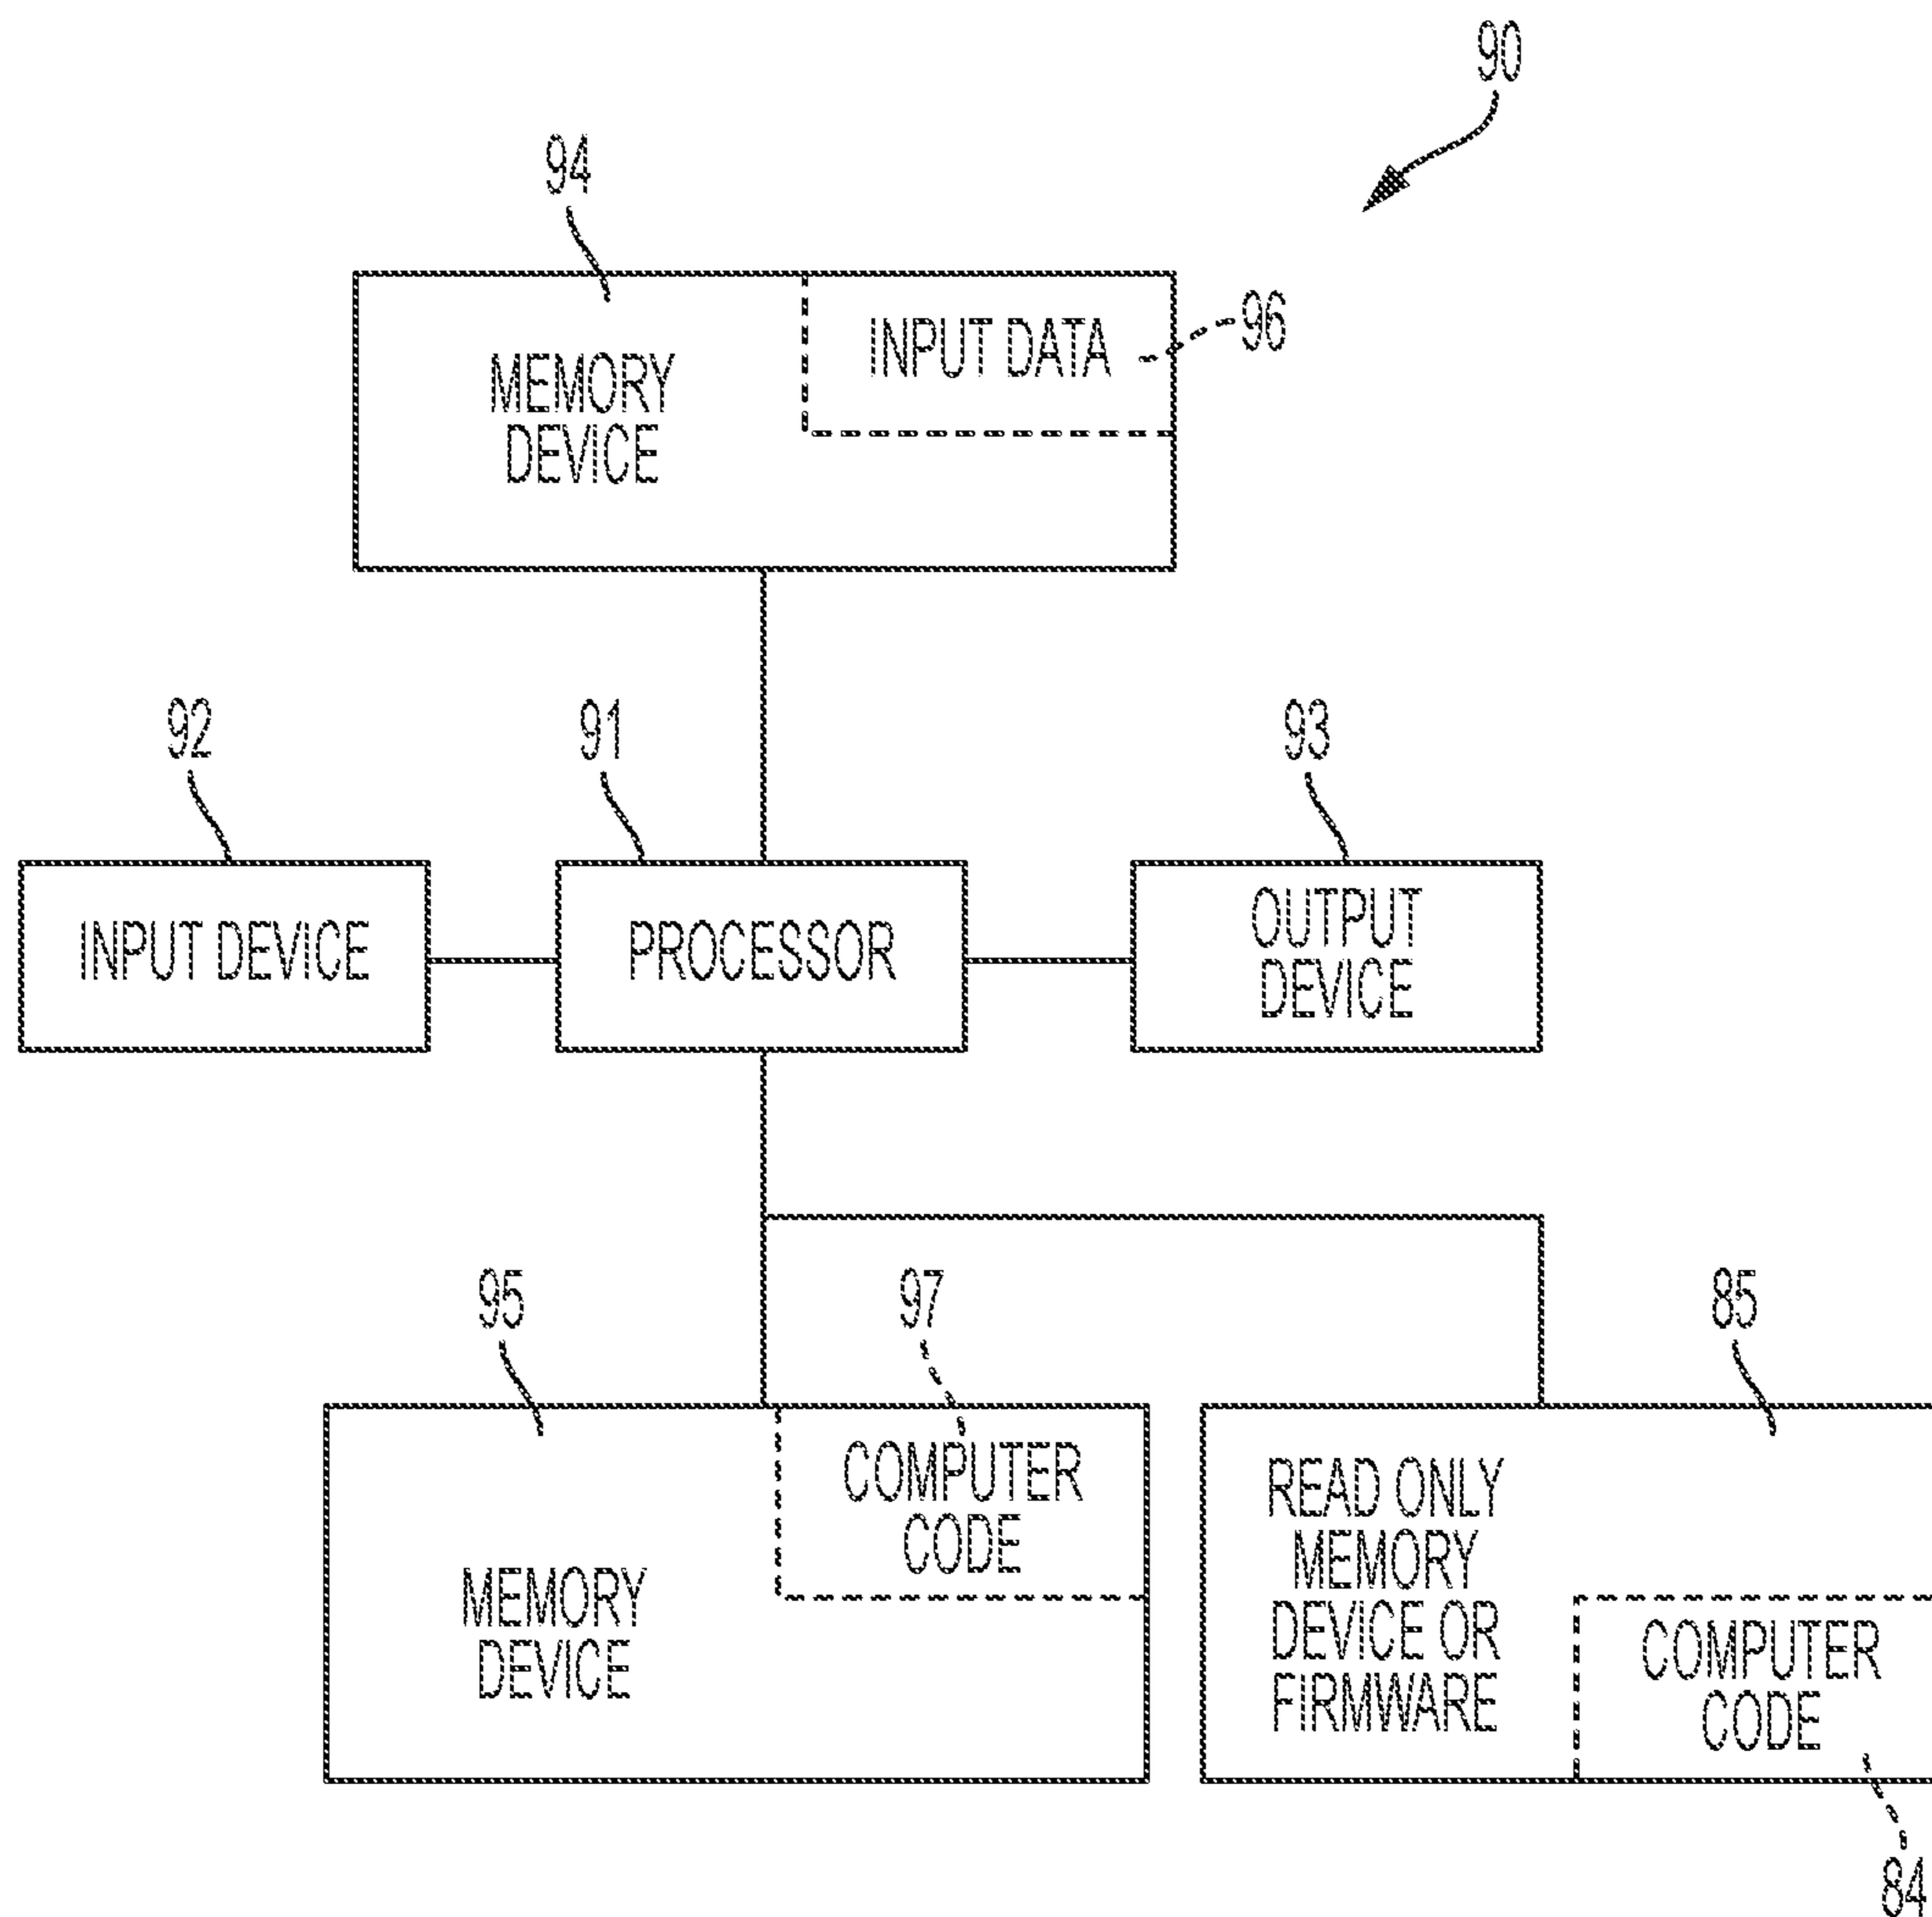 90
94
INPUT DATA
96
MEMORY
DEVICE
92
91
93
INPUT DEVICE
PROCESSOR
OUTPUT
DEVICE
95
97
85
COMPUTER
CODE
MEMORY
DEVICE
READ ONLY
MEMORY
DEVICE OR
FIRMWARE
COMPUTER
CODE
84